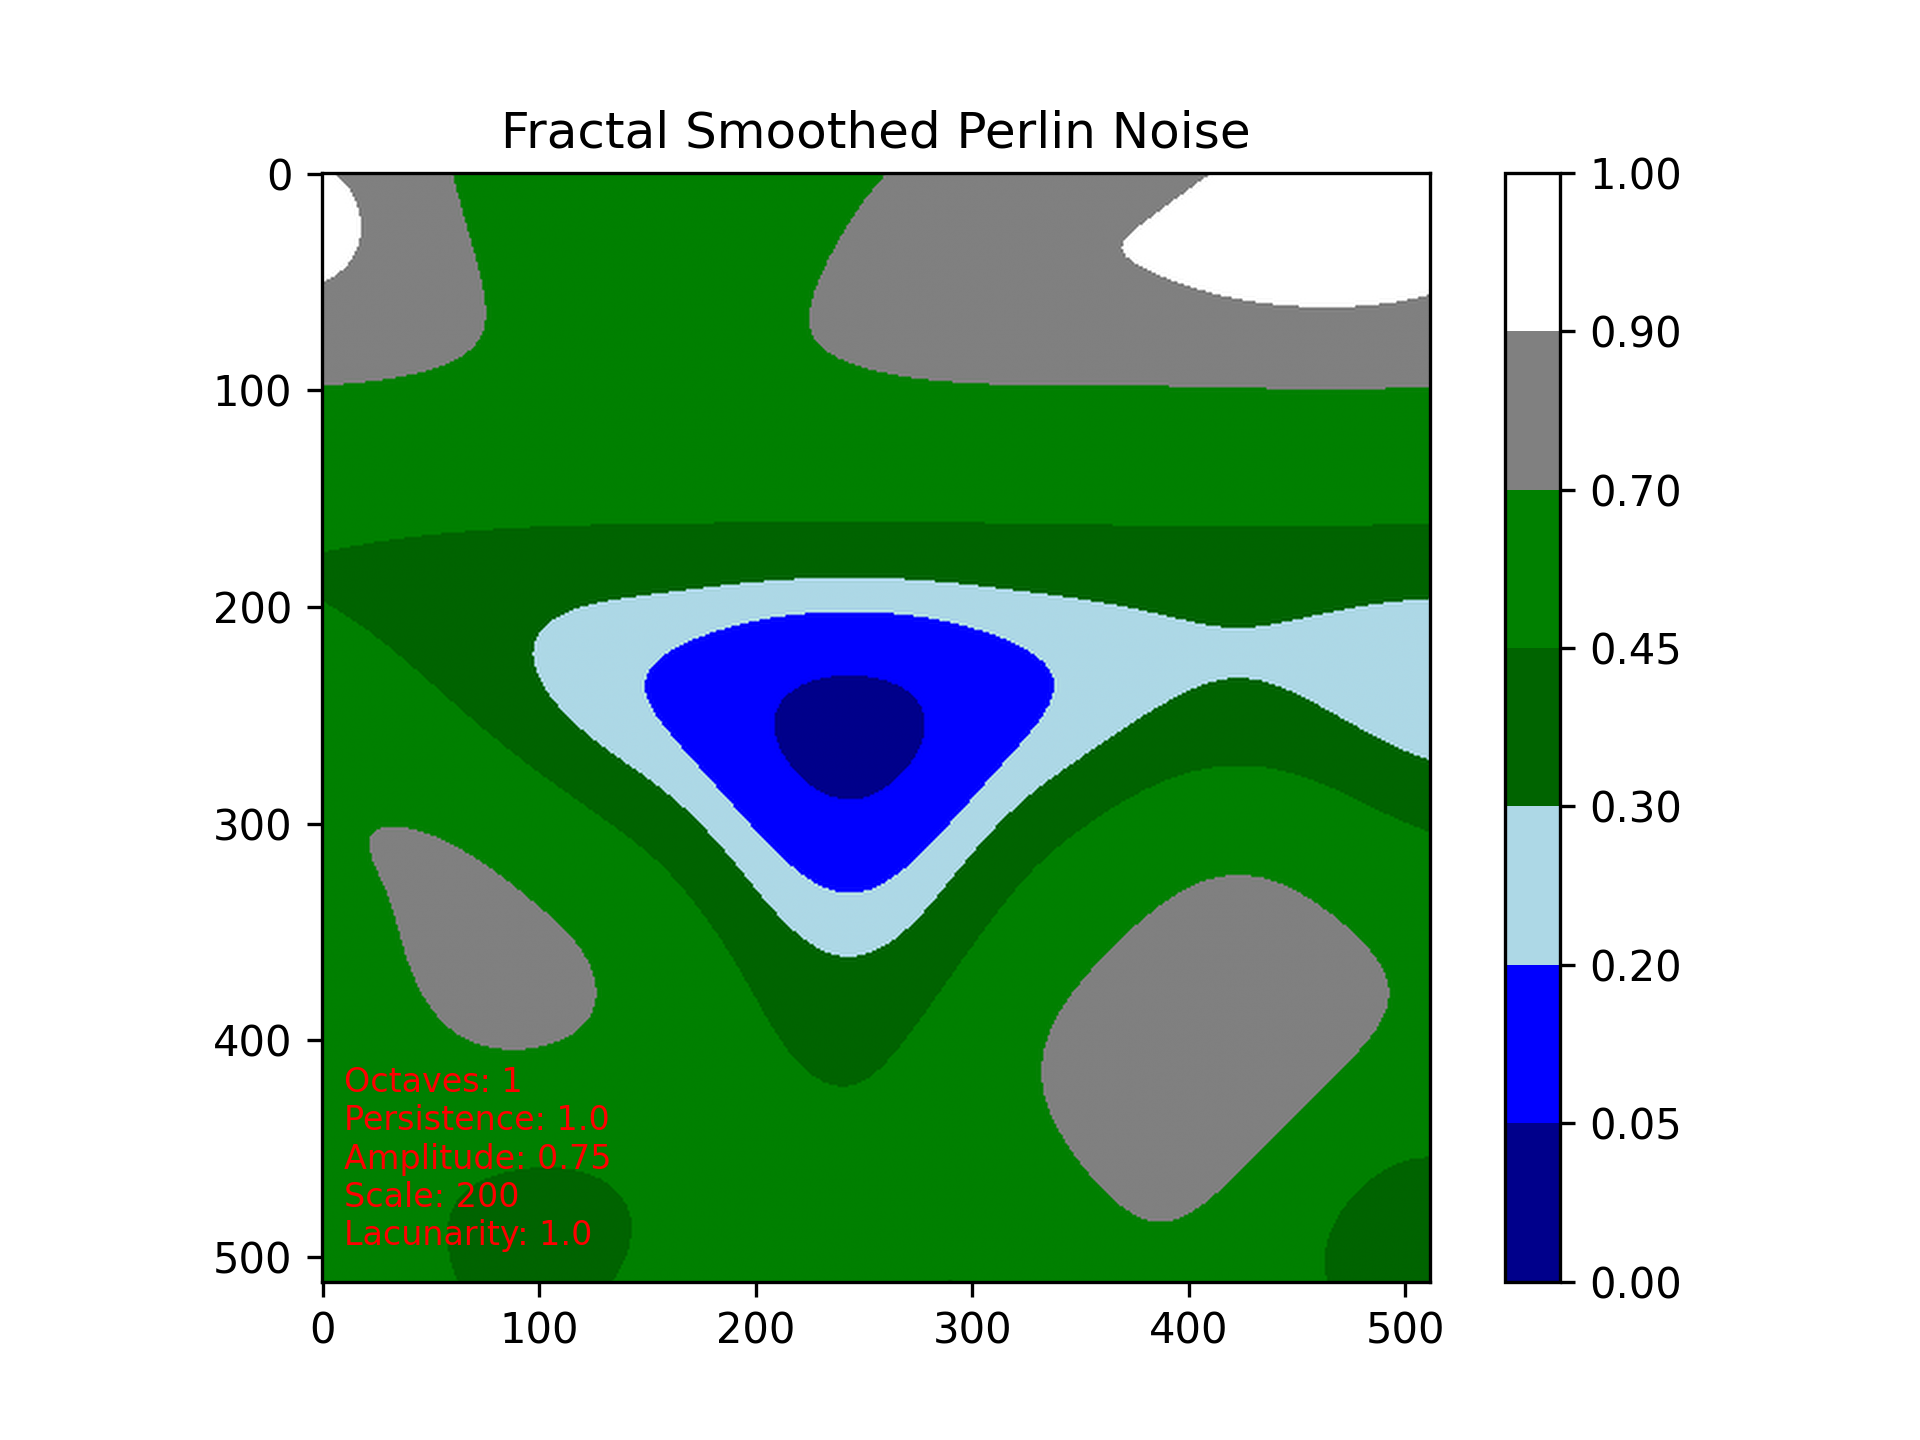 Fractal Smoothed Perlin Noise
0
100
200
300
400
500
0 100 200 300 400 500
1.00
0.90
0.70
0.45
0.30
0.20
0.05
0.00
Octaves: 1
Persistence: 1.0
Amplitude: 0.75
Scale: 200
Lacunarity: 1.0